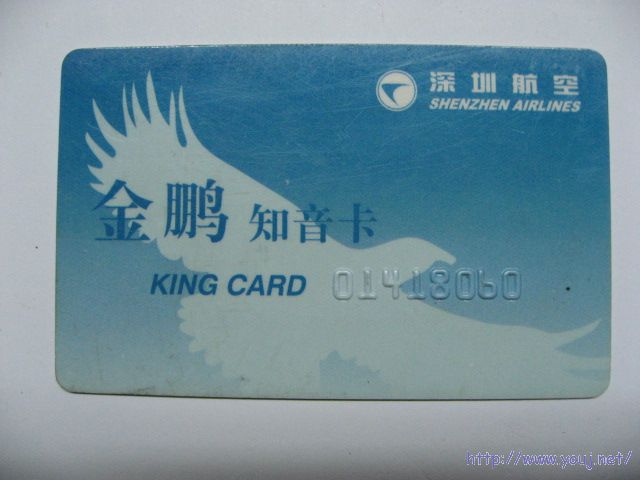 深圳航空
SHENZHEN AIRLINES
金鹏 知音卡
KING CARD 01418060
http://www.youj.net/